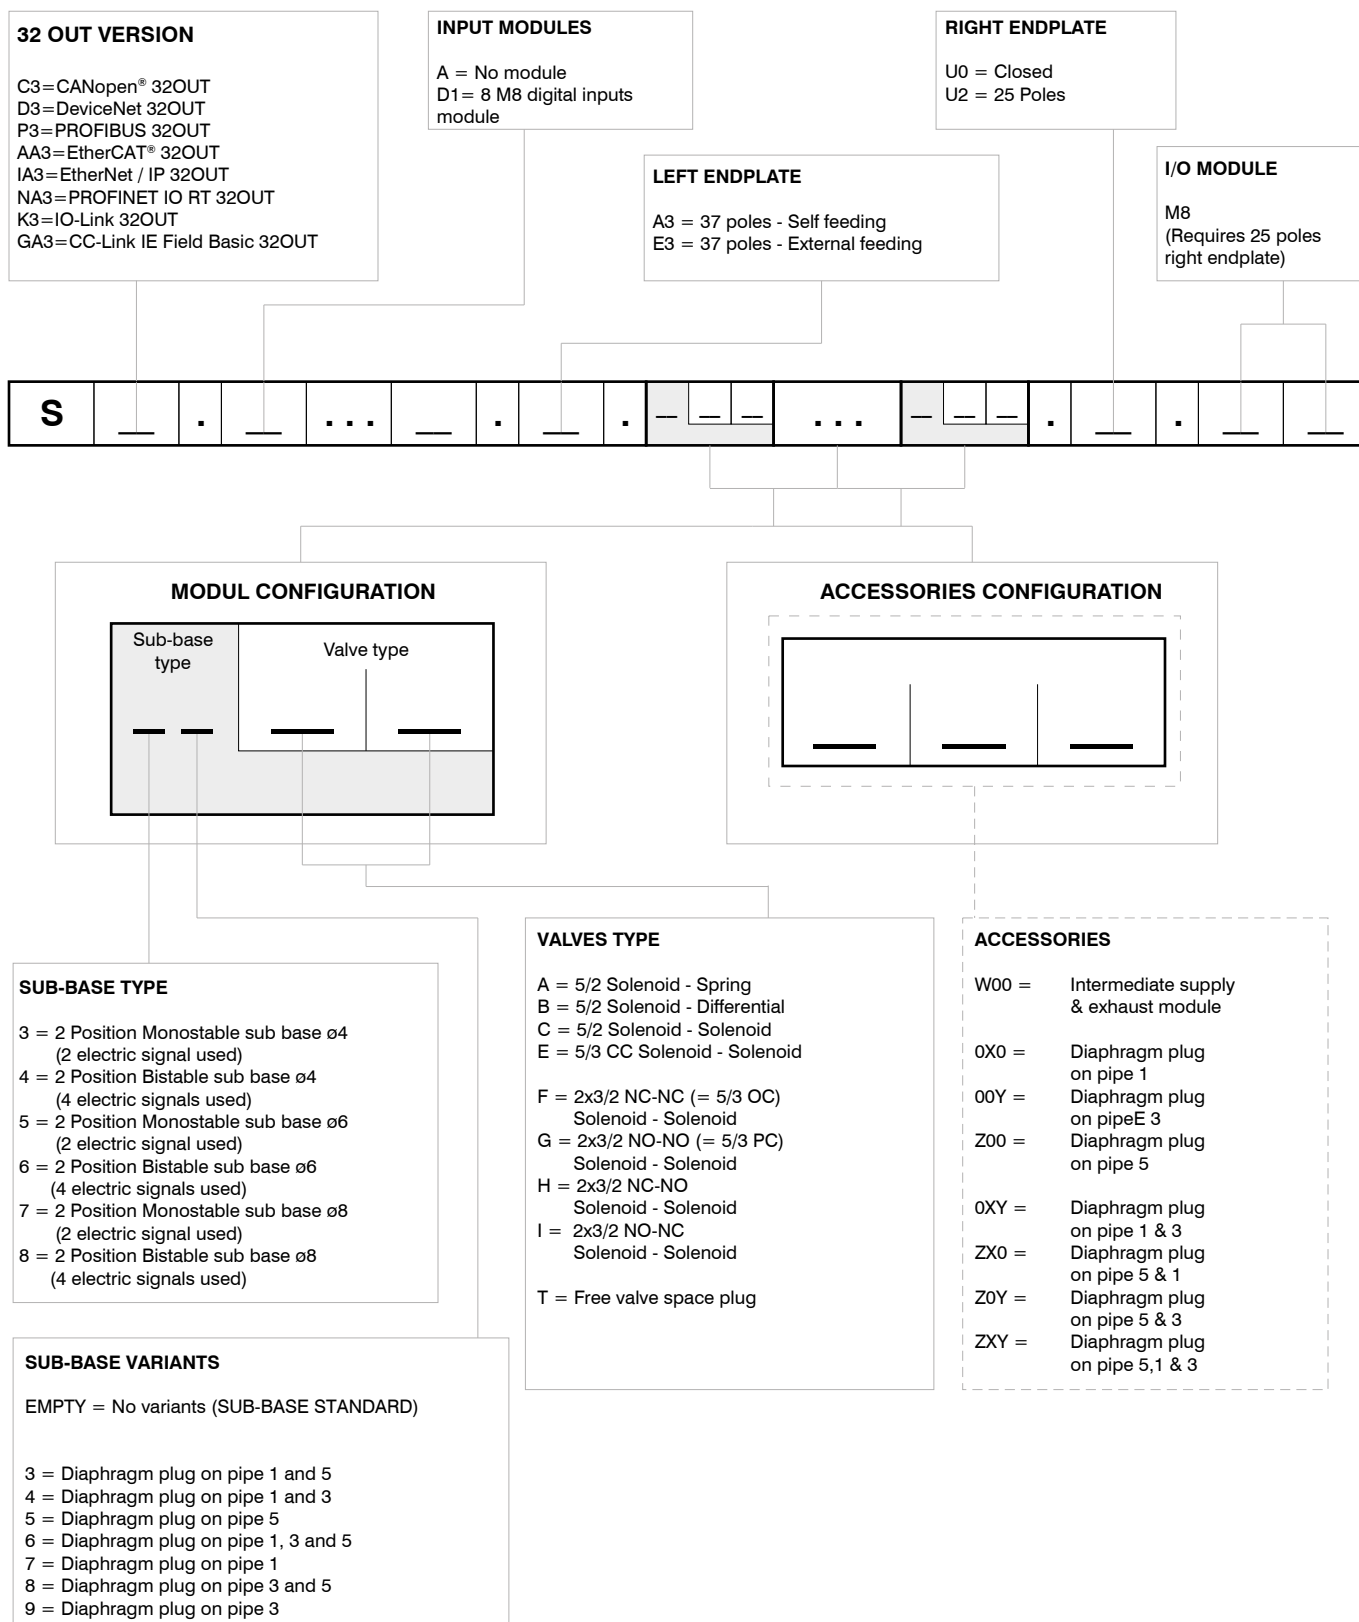 32 OUT VERSION
C3=CANopen® 32OUT
D3=DeviceNet 32OUT
P3=PROFIBUS 32OUT
AA3=EtherCAT® 32OUT
IA3=EtherNet / IP 32OUT
NA3=PROFINET IO RT 32OUT
K3=IO-Link 32OUT
GA3=CC-Link IE Field Basic 32OUT
INPUT MODULES
A = No module
D1= 8 M8 digital inputs
module
LEFT ENDPLATE
A3 = 37 poles - Self feeding
E3 = 37 poles - External feeding
RIGHT ENDPLATE
U0 = Closed
U2 = 25 Poles
I/O MODULE
M8
(Requires 25 poles
right endplate)
S __ . __ ... __ . __ . __ __ __ ... __ __ __ . __ . __ __
MODUL CONFIGURATION
Sub-base
type
Valve type
ACCESSORIES CONFIGURATION
SUB-BASE TYPE
3 = 2 Position Monostable sub base ø4
(2 electric signal used)
4 = 2 Position Bistable sub base ø4
(4 electric signals used)
5 = 2 Position Monostable sub base ø6
(2 electric signal used)
6 = 2 Position Bistable sub base ø6
(4 electric signals used)
7 = 2 Position Monostable sub base ø8
(2 electric signal used)
8 = 2 Position Bistable sub base ø8
(4 electric signals used)
SUB-BASE VARIANTS
EMPTY = No variants (SUB-BASE STANDARD)
3 = Diaphragm plug on pipe 1 and 5
4 = Diaphragm plug on pipe 1 and 3
5 = Diaphragm plug on pipe 5
6 = Diaphragm plug on pipe 1, 3 and 5
7 = Diaphragm plug on pipe 1
8 = Diaphragm plug on pipe 3 and 5
9 = Diaphragm plug on pipe 3
VALVES TYPE
A = 5/2 Solenoid - Spring
B = 5/2 Solenoid - Differential
C = 5/2 Solenoid - Solenoid
E = 5/3 CC Solenoid - Solenoid
F = 2x3/2 NC-NC (= 5/3 OC)
Solenoid - Solenoid
G = 2x3/2 NO-NO (= 5/3 PC)
Solenoid - Solenoid
H = 2x3/2 NC-NO
Solenoid - Solenoid
I = 2x3/2 NO-NC
Solenoid - Solenoid
T = Free valve space plug
ACCESSORIES
W00 = Intermediate supply
& exhaust module
0X0 = Diaphragm plug
on pipe 1
00Y = Diaphragm plug
on pipeE 3
Z00 = Diaphragm plug
on pipe 5
0XY = Diaphragm plug
on pipe 1 & 3
ZX0 = Diaphragm plug
on pipe 5 & 1
Z0Y = Diaphragm plug
on pipe 5 & 3
ZXY = Diaphragm plug
on pipe 5,1 & 3